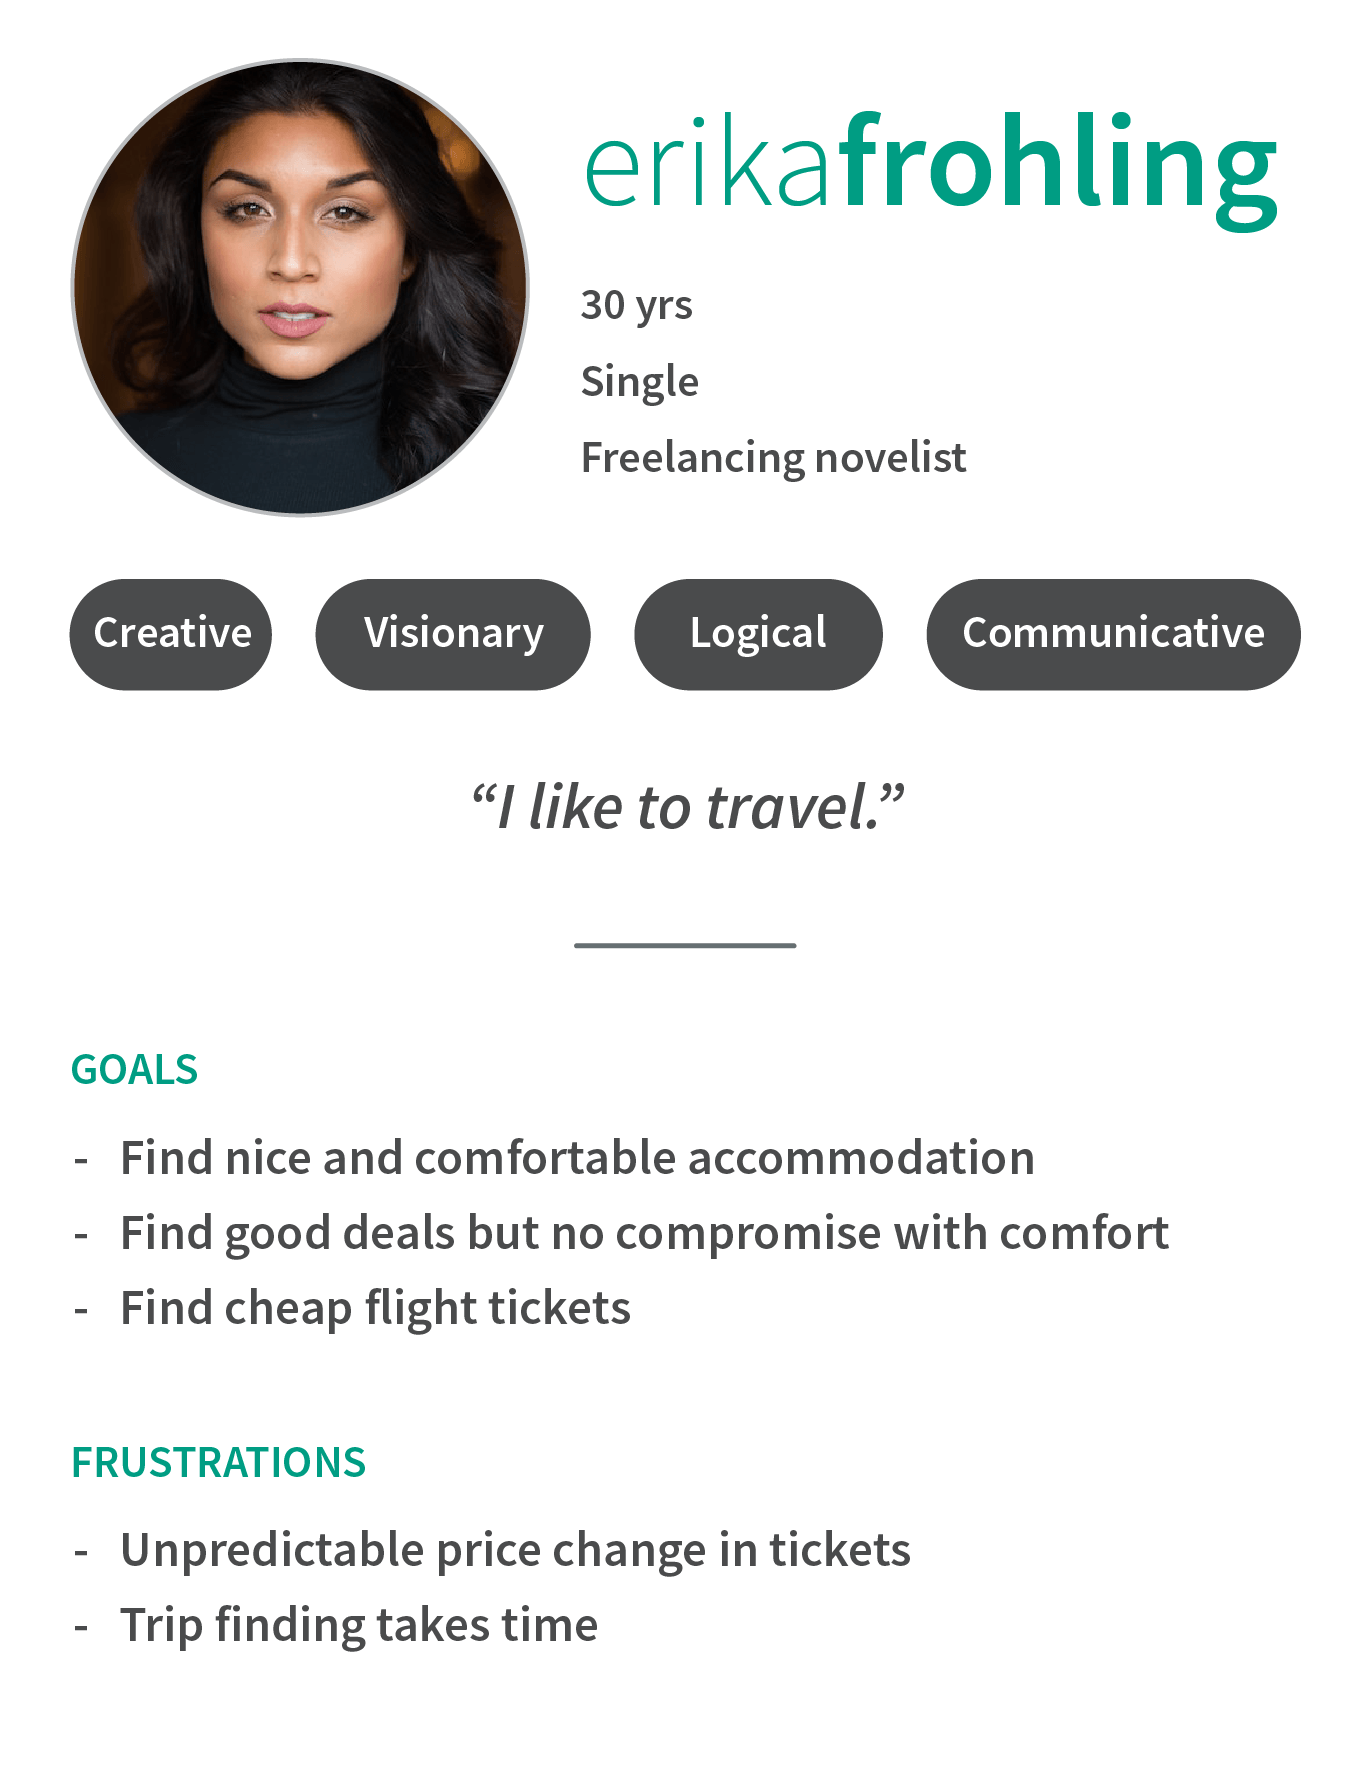 erikafrohling
30 yrs
Single
Freelancing novelist
Creative Visionary Logical Communicative
“I like to travel.”
GOALS
- Find nice and comfortable accommodation
- Find good deals but no compromise with comfort
- Find cheap flight tickets
FRUSTRATIONS
- Unpredictable price change in tickets
- Trip finding takes time